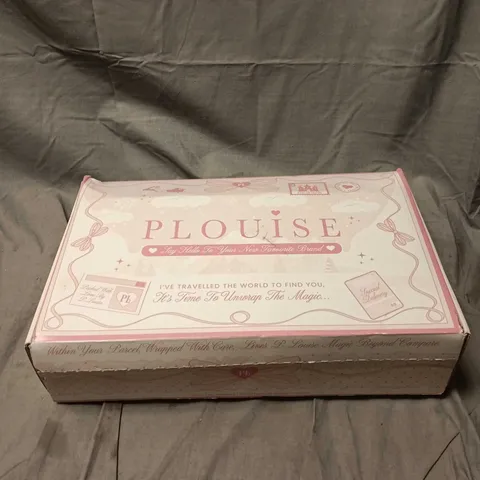 PLOUISE
Say Hello To Your New Favourite Brand
I'VE TRAVELLED THE WORLD TO FIND YOU,
It's Time To Unwrap The Magic...
PL
Special Delivery
Within Your Parcel, Wrapped With Care, Lies P. Louise Magic Beyond Compare